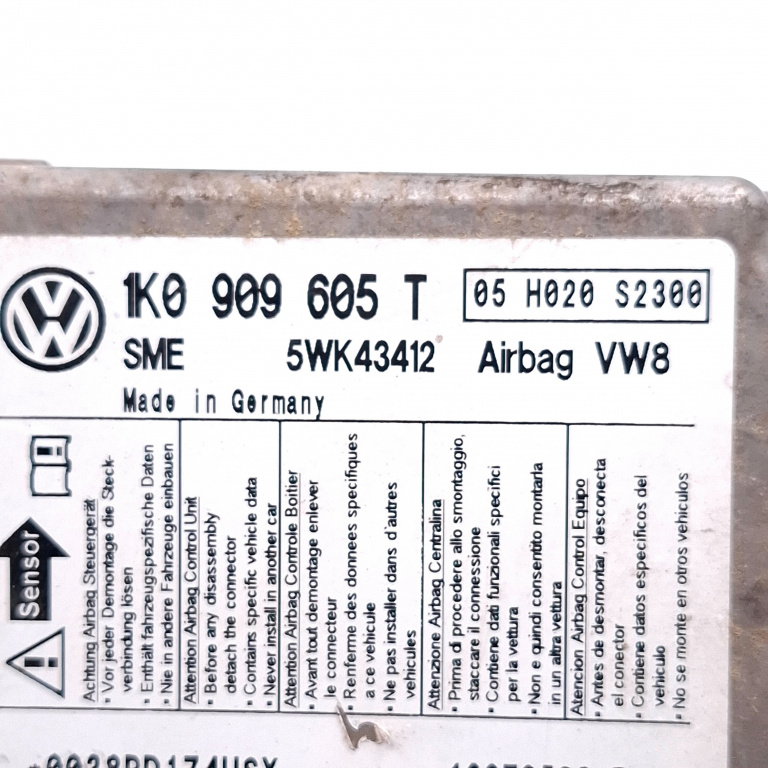 1K0 909 605 T
05 H020 S2300
SME 5WK43412 Airbag VW8
Made in Germany
Sensor
Achtung Airbag Steuergerät
• Vor jeder Demontage die Steck-
verbindung lösen
• Enthält fahrzeugspezifische Daten
• Nie in andere Fahrzeuge einbauen
Attention Airbag Control Unit
• Before any disassembly
detach the connector
• Contains specific vehicle data
• Never install in another car
Attention Airbag Controle Boitier
• Avant tout demontage enlever
le connecteur
• Renferme des donnees specifiques
a ce vehicule
• Ne pas installer dans d'autres
vehicules
Attenzione Airbag Centralina
• Prima di procedere allo smontaggio,
staccare il connessione
• Contiene dati funzionali specifici
per la vettura
• Non e quindi consentito montarla
in un altra vettura
Atencion Airbag Control Equipo
• Antes de desmontar, desconecta
el conector
• Contiene datos especificos del
vehiculo
• No se monte en otros vehiculos